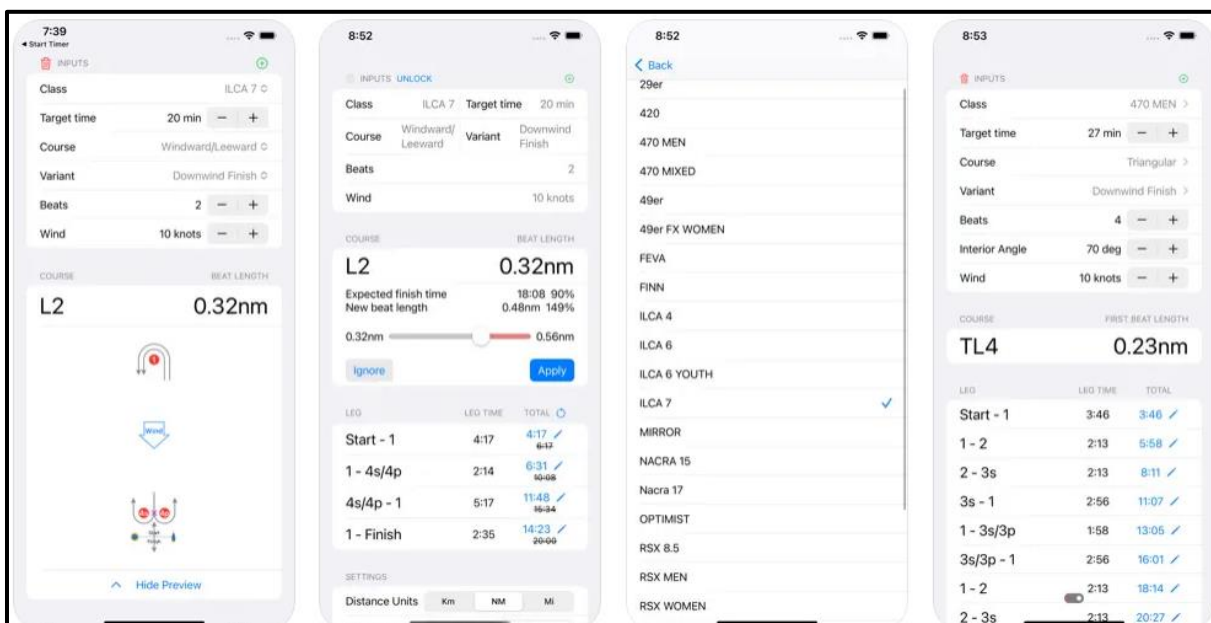 7:39
◀ Start Timer
INPUTS
Class ILCA 7
Target time 20 min − +
Course Windward/Leeward
Variant Downwind Finish
Beats 2 − +
Wind 10 knots − +
COURSE BEAT LENGTH
L2 0.32nm
1
Wind
4s 4p
Start
Finish
Hide Preview
8:52
INPUTS UNLOCK
Class ILCA 7 Target time 20 min
Course Windward/Leeward Variant Downwind Finish
Beats 2
Wind 10 knots
COURSE BEAT LENGTH
L2 0.32nm
Expected finish time 18:08 90%
New beat length 0.48nm 149%
0.32nm 0.56nm
Ignore Apply
LEG LEG TIME TOTAL
Start - 1 4:17 4:17
6:17
1 - 4s/4p 2:14 6:31
10:08
4s/4p - 1 5:17 11:48
15:34
1 - Finish 2:35 14:23
20:00
SETTINGS
Distance Units Km NM Mi
8:52
Back
29er
420
470 MEN
470 MIXED
49er
49er FX WOMEN
FEVA
FINN
ILCA 4
ILCA 6
ILCA 6 YOUTH
ILCA 7
MIRROR
NACRA 15
Nacra 17
OPTIMIST
RSX 8.5
RSX MEN
RSX WOMEN
8:53
INPUTS
Class 470 MEN
Target time 27 min − +
Course Triangular
Variant Downwind Finish
Beats 4 − +
Interior Angle 70 deg − +
Wind 10 knots − +
COURSE FIRST BEAT LENGTH
TL4 0.23nm
LEG LEG TIME TOTAL
Start - 1 3:46 3:46
1 - 2 2:13 5:58
2 - 3s 2:13 8:11
3s - 1 2:56 11:07
1 - 3s/3p 1:58 13:05
3s/3p - 1 2:56 16:01
1 - 2 2:13 18:14
2 - 3s 2:13 20:27